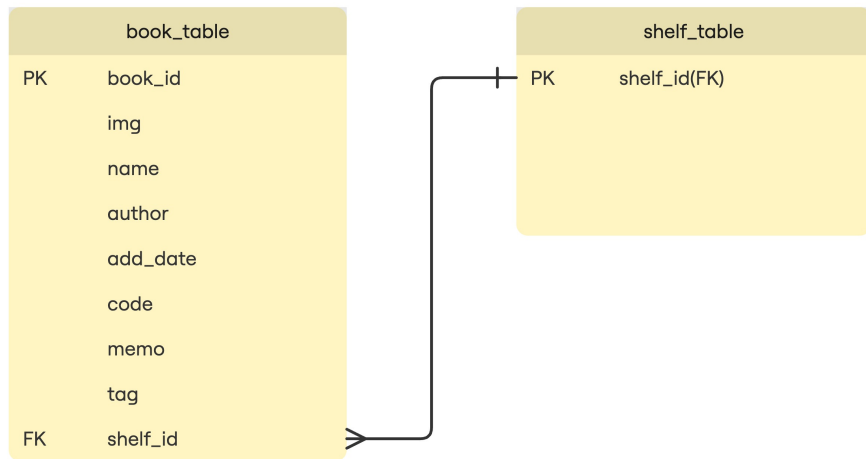 book_table
PK book_id
img
name
author
add_date
code
memo
tag
FK shelf_id
shelf_table
PK shelf_id(FK)